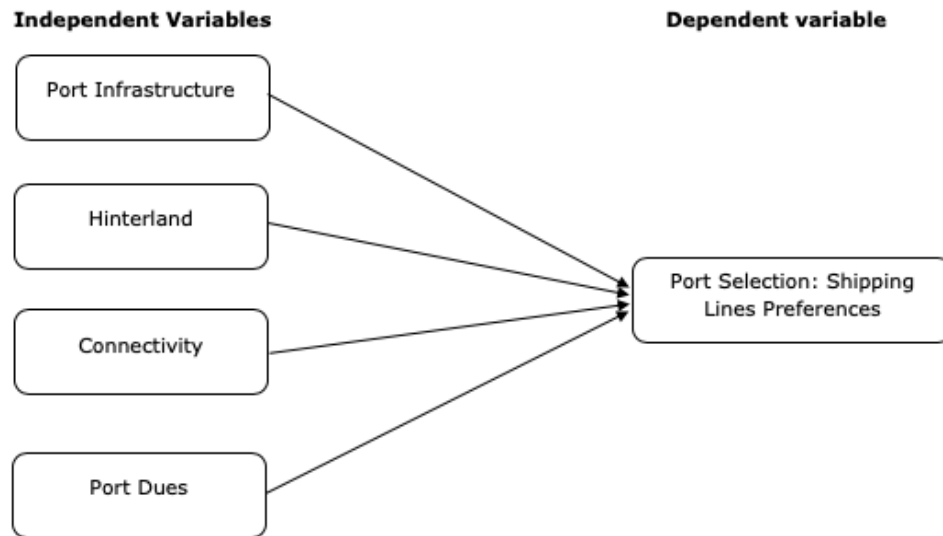 Independent Variables
Dependent variable
Port Infrastructure
Hinterland
Connectivity
Port Dues
Port Selection: Shipping
Lines Preferences